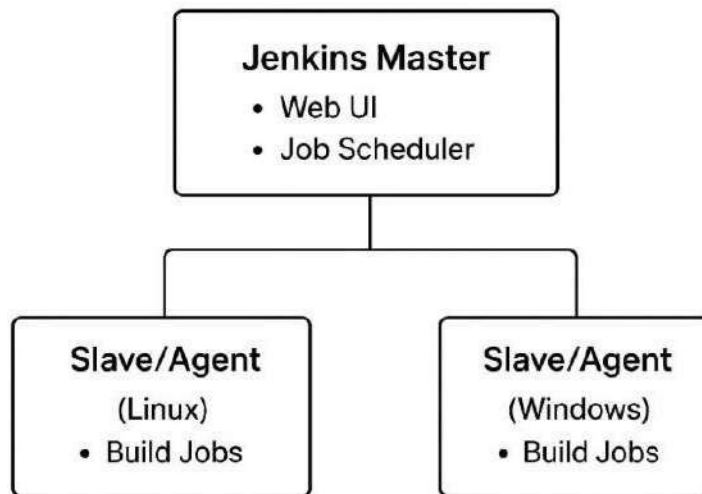 Jenkins Master
• Web UI
• Job Scheduler
Slave/Agent
(Linux)
• Build Jobs
Slave/Agent
(Windows)
• Build Jobs